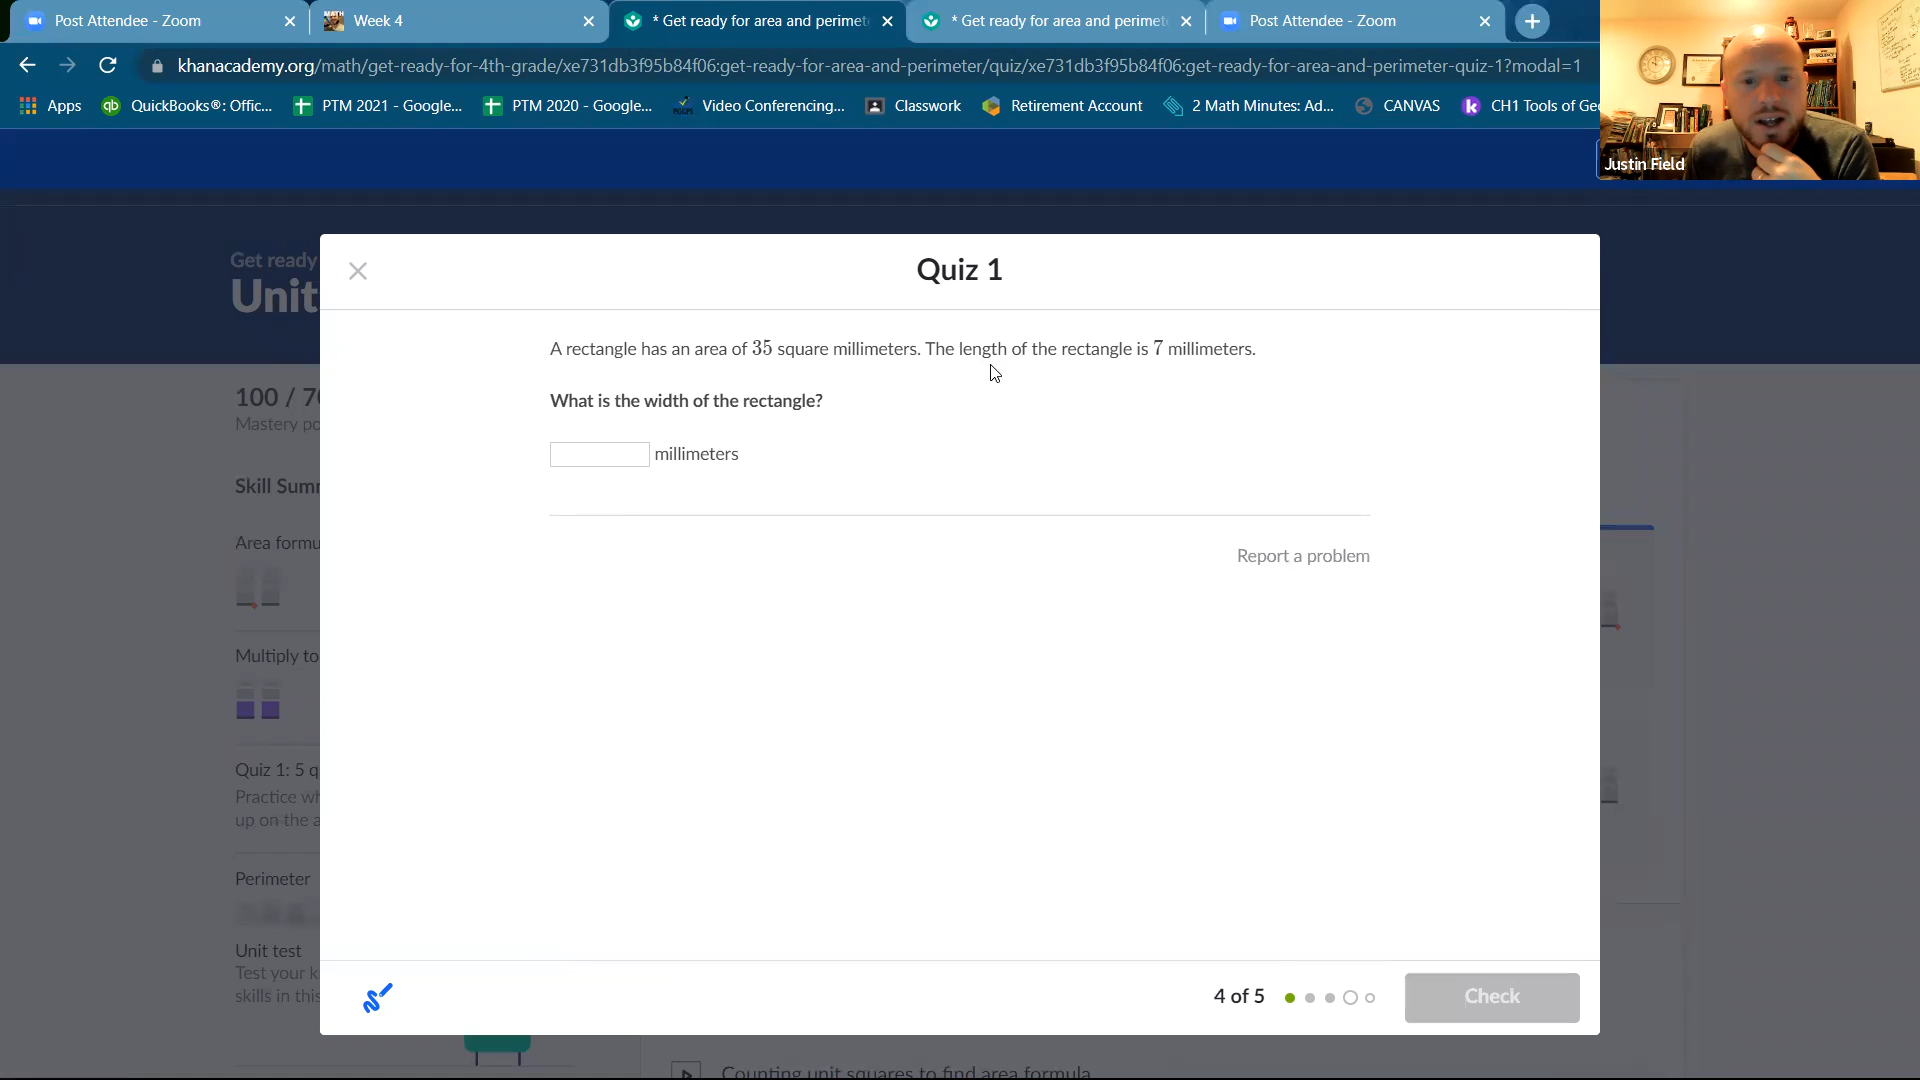 Post Attendee - Zoom
Week 4
* Get ready for area and perimet
* Get ready for area and perimet
Post Attendee - Zoom
khanacademy.org/math/get-ready-for-4th-grade/xe731db3f95b84f06:get-ready-for-area-and-perimeter/quiz/xe731db3f95b84f06:get-ready-for-area-and-perimeter-quiz-1?modal=1
Apps
QuickBooks®: Offic...
PTM 2021 - Google...
PTM 2020 - Google...
Video Conferencing...
Classwork
Retirement Account
2 Math Minutes: Ad...
CANVAS
CH1 Tools of Geo
Justin Field
Get ready
Unit
Quiz 1
A rectangle has an area of 35 square millimeters. The length of the rectangle is 7 millimeters.
What is the width of the rectangle?
millimeters
Report a problem
100 / 70
Mastery po
Skill Summ
Area formu
Multiply to
Quiz 1: 5 q
Practice wh
up on the a
Perimeter
Unit test
Test your k
skills in this
4 of 5
Check
Counting unit squares to find area formula